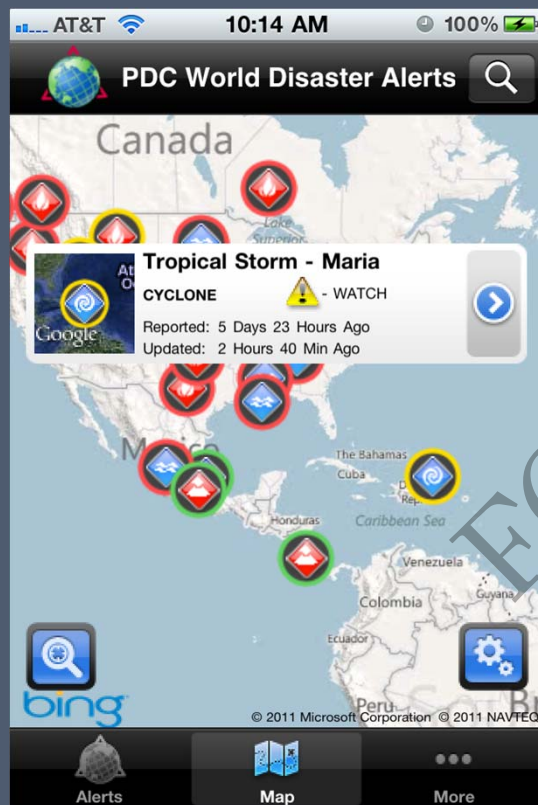 AT&T 10:14 AM 100%
PDC World Disaster Alerts
Canada
Lake
Superior
Tropical Storm - Maria
CYCLONE - WATCH
Reported: 5 Days 23 Hours Ago
Updated: 2 Hours 40 Min Ago
Google
Mexico
The Bahamas
Cuba
Rep.
Honduras
Caribbean Sea
Venezuela
Guyana
Colombia
Ecuador
Peru
bing
© 2011 Microsoft Corporation © 2011 NAVTEQ
Alerts Map More